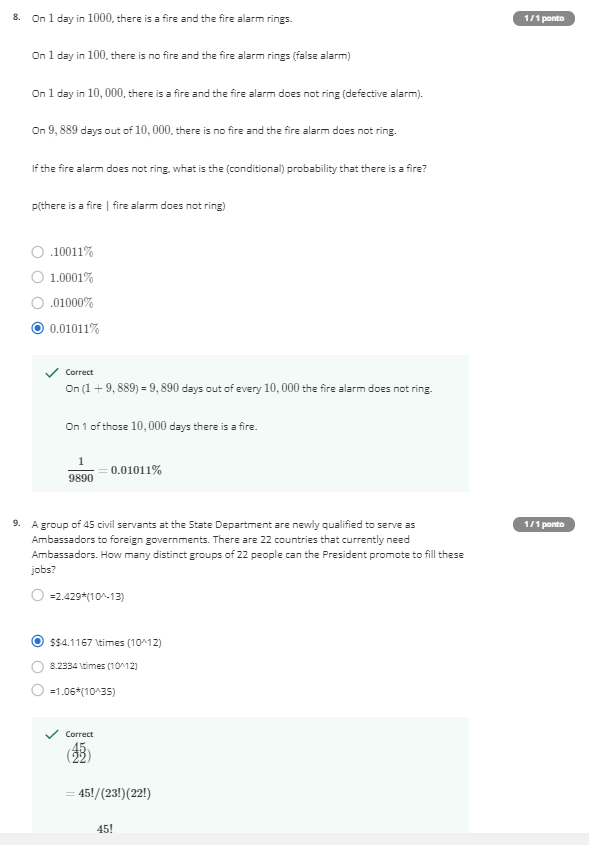 8. On 1 day in 1000, there is a fire and the fire alarm rings.
1 / 1 ponto
On 1 day in 100, there is no fire and the fire alarm rings (false alarm)
On 1 day in 10, 000, there is a fire and the fire alarm does not ring (defective alarm).
On 9, 889 days out of 10, 000, there is no fire and the fire alarm does not ring.
If the fire alarm does not ring, what is the (conditional) probability that there is a fire?
p(there is a fire | fire alarm does not ring)
.10011%
1.0001%
.01000%
0.01011%
Correct
On (1 + 9, 889) = 9, 890 days out of every 10, 000 the fire alarm does not ring.
On 1 of those 10, 000 days there is a fire.
1
9890
= 0.01011%
9. A group of 45 civil servants at the State Department are newly qualified to serve as
1 / 1 ponto
Ambassadors to foreign governments. There are 22 countries that currently need
Ambassadors. How many distinct groups of 22 people can the President promote to fill these
jobs?
=2.429*(10^-13)
$$4.1167 \times (10^12)
8.2334 \times (10^12)
=1.06*(10^35)
Correct
(45
22)
= 45!/(23!)(22!)
45!